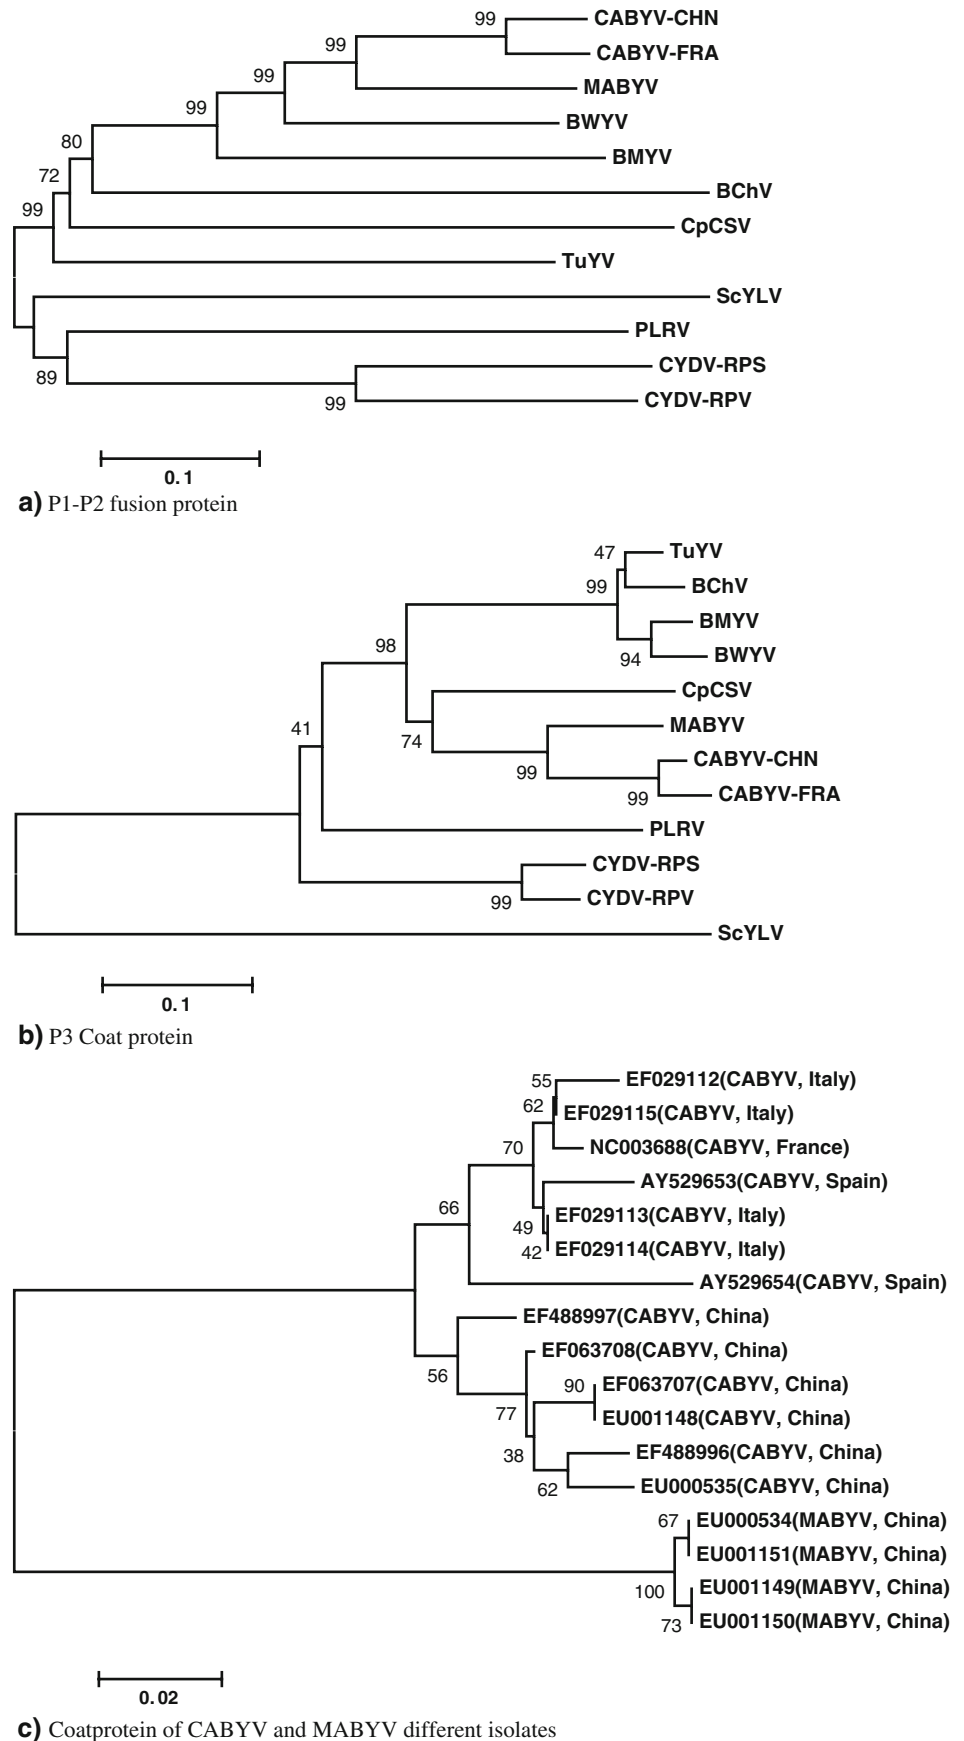 99
CABYV-CHN
99
CABYV-FRA
99
MABYV
99
BWYV
80
BMYV
72
BChV
99
CpCSV
TuYV
ScYLV
PLRV
89
CYDV-RPS
99
CYDV-RPV
0.1
a) P1-P2 fusion protein
47
TuYV
99
BChV
BMYV
98
94
BWYV
CpCSV
41
74
MABYV
99
CABYV-CHN
99
CABYV-FRA
PLRV
CYDV-RPS
99
CYDV-RPV
ScYLV
0.1
b) P3 Coat protein
55
EF029112(CABYV, Italy)
62
EF029115(CABYV, Italy)
70
NC003688(CABYV, France)
AY529653(CABYV, Spain)
66
49
EF029113(CABYV, Italy)
42
EF029114(CABYV, Italy)
AY529654(CABYV, Spain)
EF488997(CABYV, China)
56
EF063708(CABYV, China)
90
EF063707(CABYV, China)
77
EU001148(CABYV, China)
38
EF488996(CABYV, China)
62
EU000535(CABYV, China)
67
EU000534(MABYV, China)
EU001151(MABYV, China)
100
EU001149(MABYV, China)
73
EU001150(MABYV, China)
0.02
c) Coatprotein of CABYV and MABYV different isolates